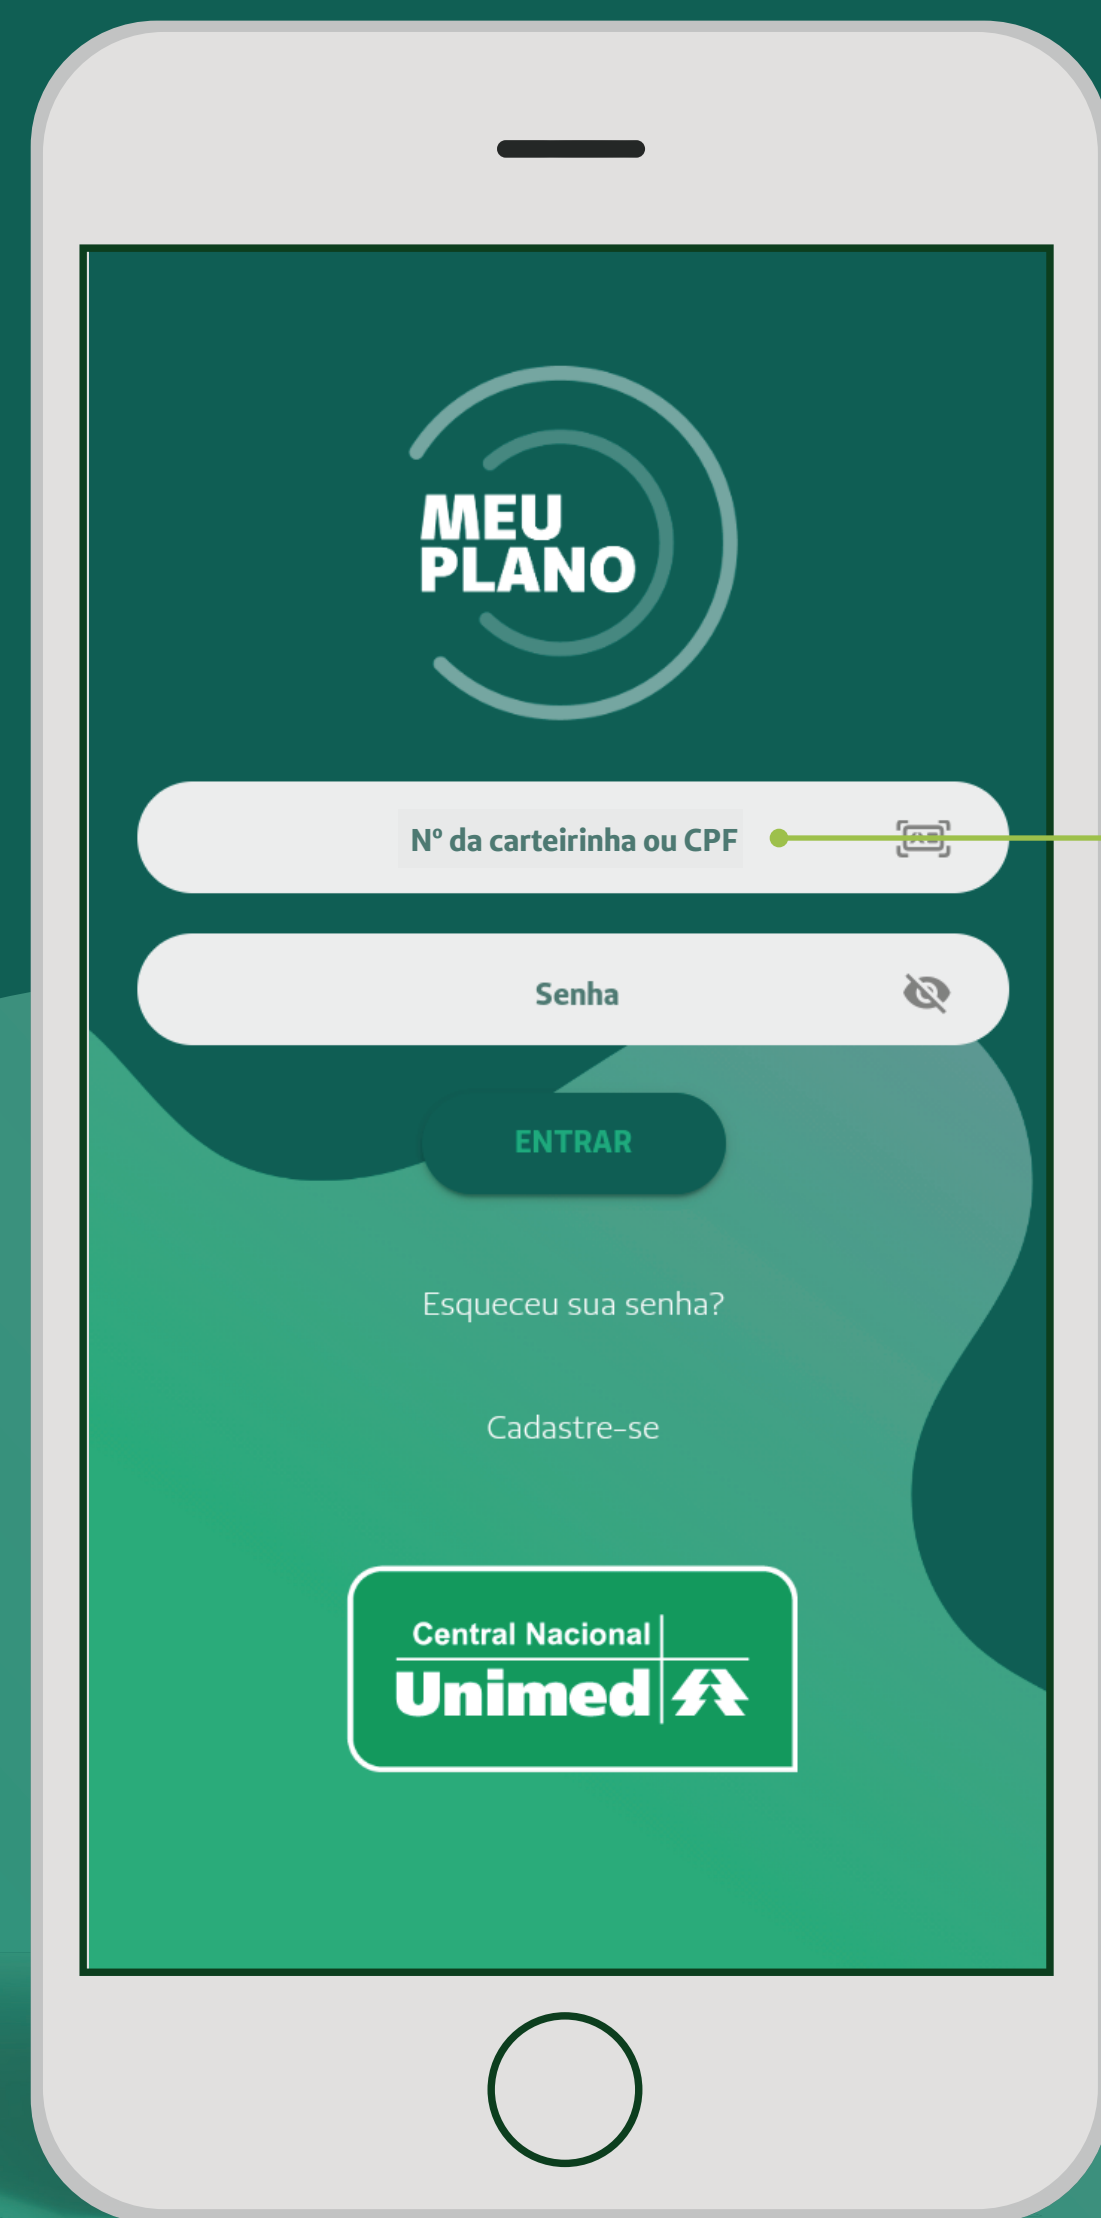 MEU
PLANO
Nº da carteirinha ou CPF
Senha
ENTRAR
Esqueceu sua senha?
Cadastre-se
Central Nacional
Unimed